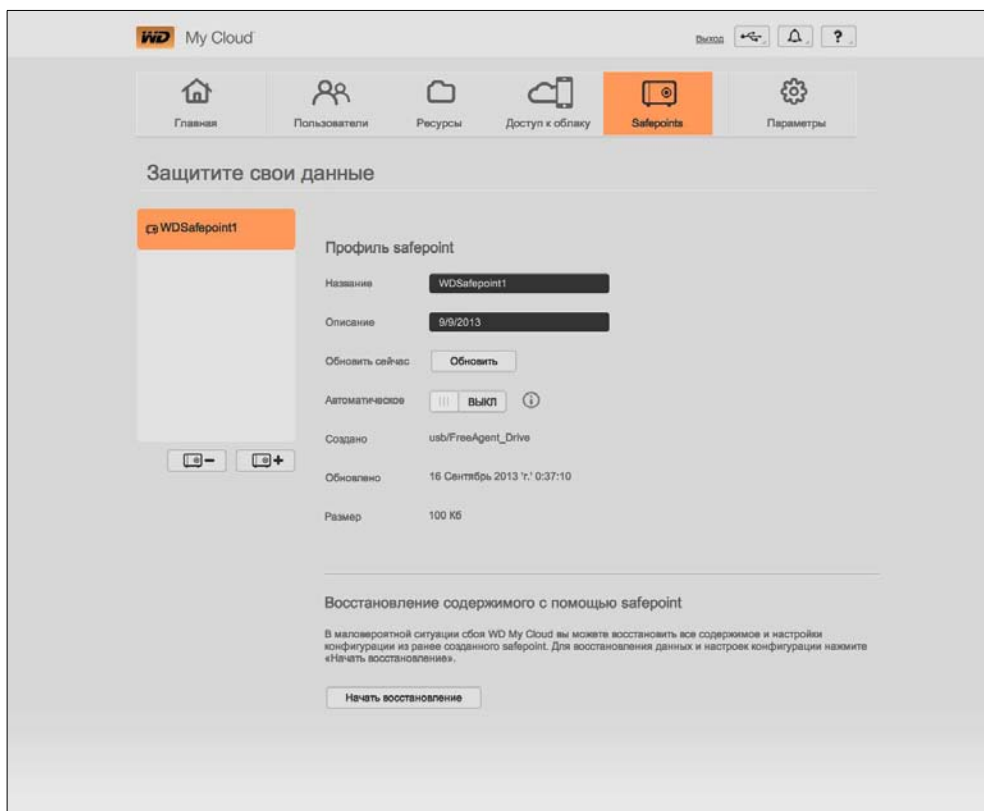 WD My Cloud
Выход
?
Главная
Пользователи
Ресурсы
Доступ к облаку
Safepoints
Параметры
Защитите свои данные
WDSafepoint1
Профиль safepoint
Название WDSafepoint1
Описание 9/9/2013
Обновить сейчас Обновить
Автоматическое ВЫКЛ
Создано usb/FreeAgent_Drive
Обновлено 16 Сентябрь 2013 'г.' 0:37:10
Размер 100 Кб
Восстановление содержимого с помощью safepoint
В маловероятной ситуации сбоя WD My Cloud вы можете восстановить все содержимое и настройки
конфигурации из ранее созданного safepoint. Для восстановления данных и настроек конфигурации нажмите
«Начать восстановление».
Начать восстановление